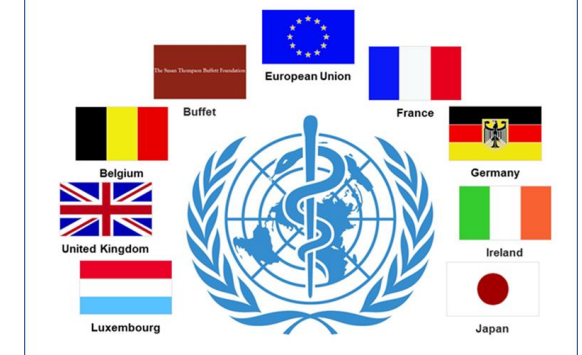 European Union
The Susan Thompson Buffett Foundation
Buffet
France
Belgium
Germany
United Kingdom
Ireland
Luxembourg
Japan